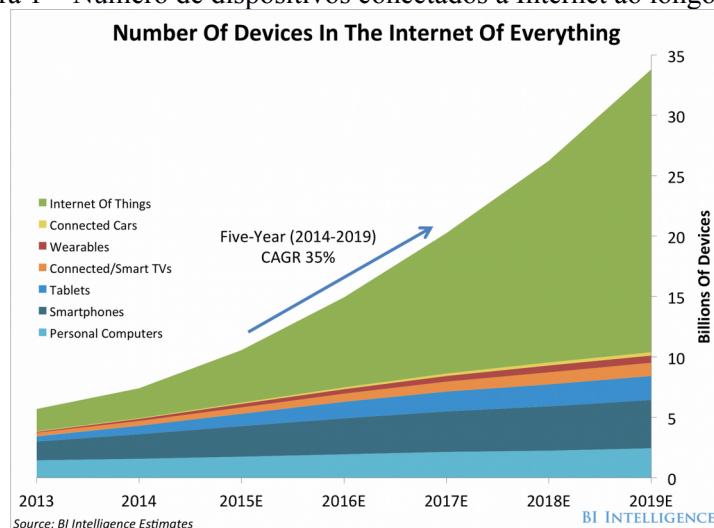 ra 1 – Número de dispositivos conectados à Internet ao longo
Number Of Devices In The Internet Of Everything
35
30
25
20
15
10
5
0
Billions Of Devices
Internet Of Things
Connected Cars
Wearables
Connected/Smart TVs
Tablets
Smartphones
Personal Computers
Five-Year (2014-2019)
CAGR 35%
2013 2014 2015E 2016E 2017E 2018E 2019E
Source: BI Intelligence Estimates
BI INTELLIGENCE